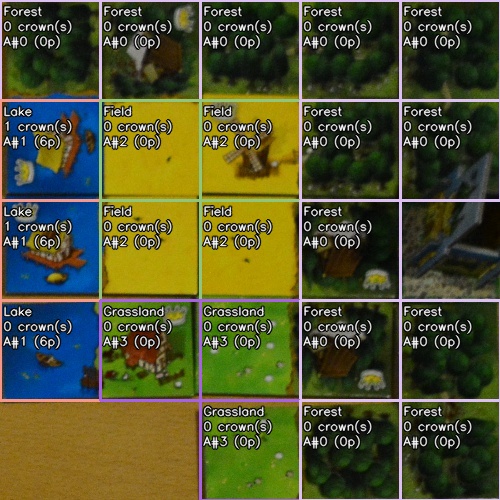 Forest
0 crown(s)
A#0 (0p)
Forest
0 crown(s)
A#0 (0p)
Forest
0 crown(s)
A#0 (0p)
Forest
0 crown(s)
A#0 (0p)
Forest
0 crown(s)
A#0 (0p)
Lake
1 crown(s)
A#1 (6p)
Field
0 crown(s)
A#2 (0p)
Field
0 crown(s)
A#2 (0p)
Forest
0 crown(s)
A#0 (0p)
Forest
0 crown(s)
A#0 (0p)
Lake
1 crown(s)
A#1 (6p)
Field
0 crown(s)
A#2 (0p)
Field
0 crown(s)
A#2 (0p)
Forest
0 crown(s)
A#0 (0p)
Lake
0 crown(s)
A#1 (6p)
Grassland
0 crown(s)
A#3 (0p)
Grassland
0 crown(s)
A#3 (0p)
Forest
0 crown(s)
A#0 (0p)
Forest
0 crown(s)
A#0 (0p)
Grassland
0 crown(s)
A#3 (0p)
Forest
0 crown(s)
A#0 (0p)
Forest
0 crown(s)
A#0 (0p)